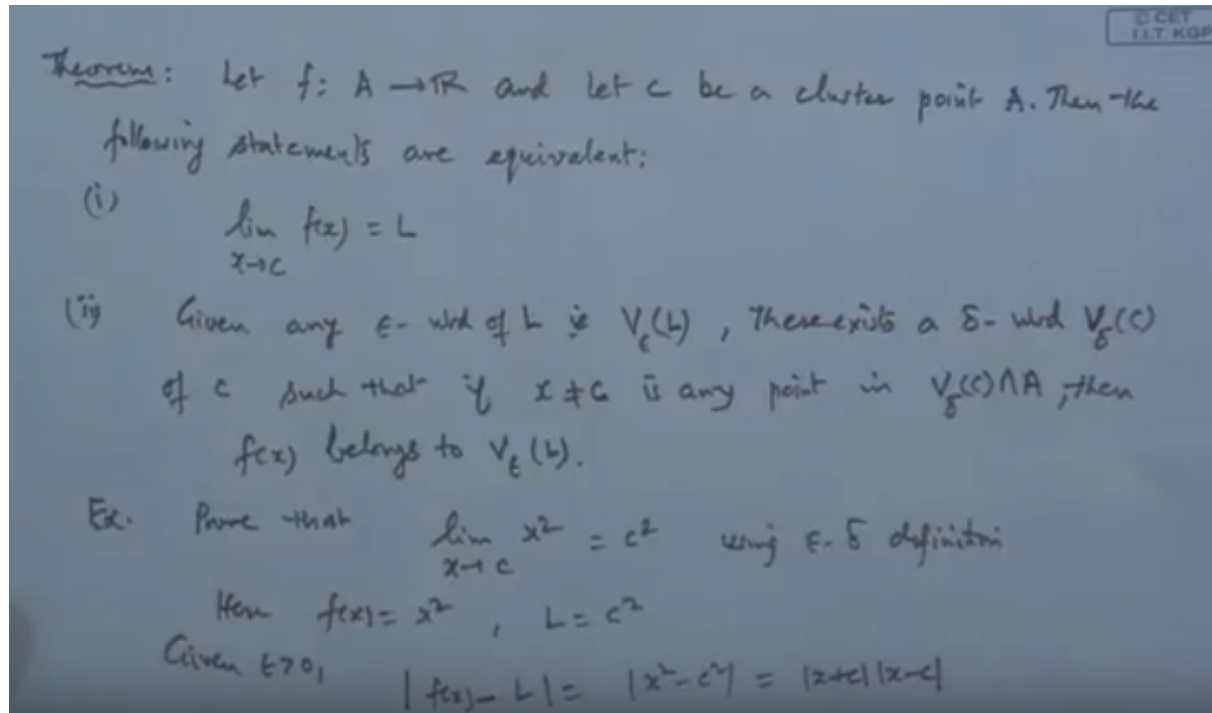 © CET
I.I.T. KGP
Theorem: Let f: A → ℝ and let c be a cluster point A. Then the
following statements are equivalent:
(i)
lim f(x) = L
x→c
(ii) Given any ε- nbd of L ie V_ε(L), there exists a δ- nbd V_δ(c)
of c such that if x ≠ c is any point in V_δ(c)∩A, then
f(x) belongs to V_ε(L).
Ex. Prove that lim x² = c² using ε-δ definition
x→c
Here f(x) = x², L = c²
Given ε>0, |f(x)-L| = |x²-c²| = |x+c||x-c|